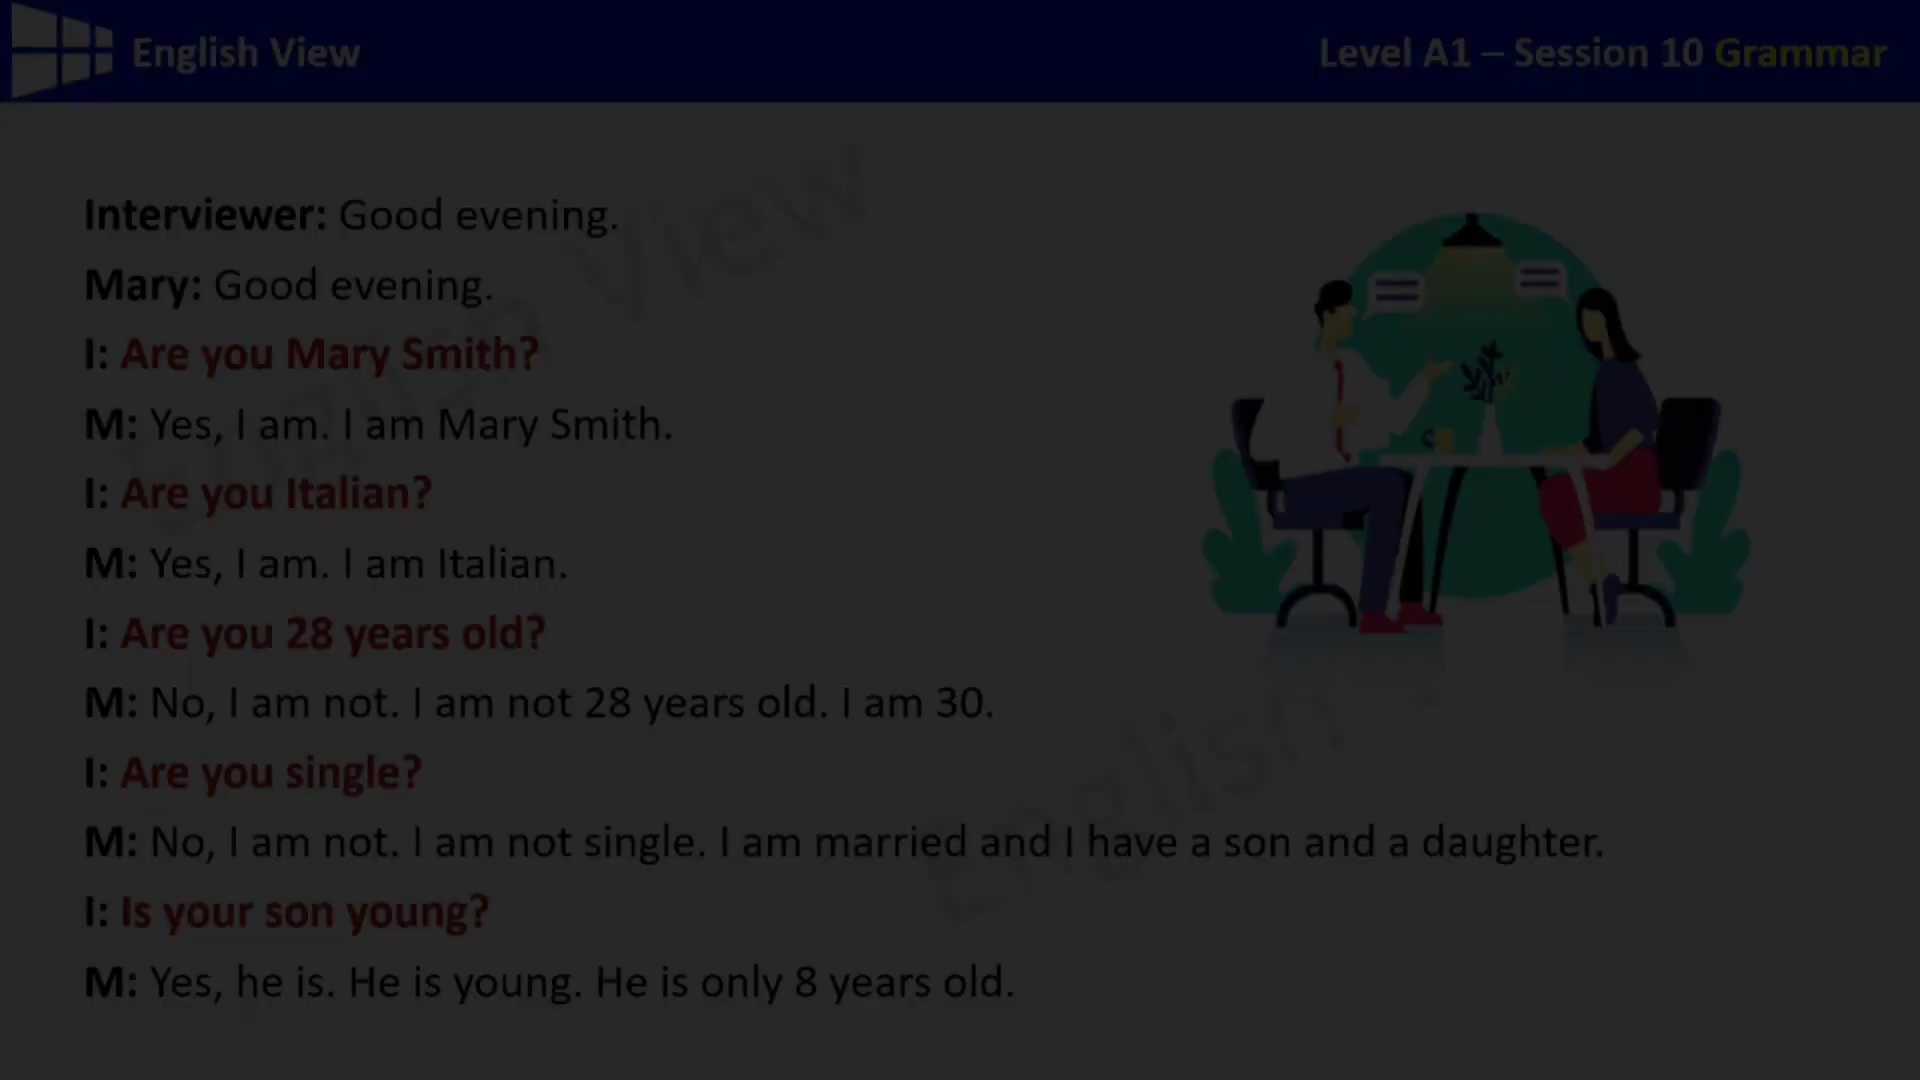 English View
Level A1 – Session 10 Grammar
Interviewer: Good evening.
Mary: Good evening.
I: Are you Mary Smith?
M: Yes, I am. I am Mary Smith.
I: Are you Italian?
M: Yes, I am. I am Italian.
I: Are you 28 years old?
M: No, I am not. I am not 28 years old. I am 30.
I: Are you single?
M: No, I am not. I am not single. I am married and I have a son and a daughter.
I: Is your son young?
M: Yes, he is. He is young. He is only 8 years old.
English View
English